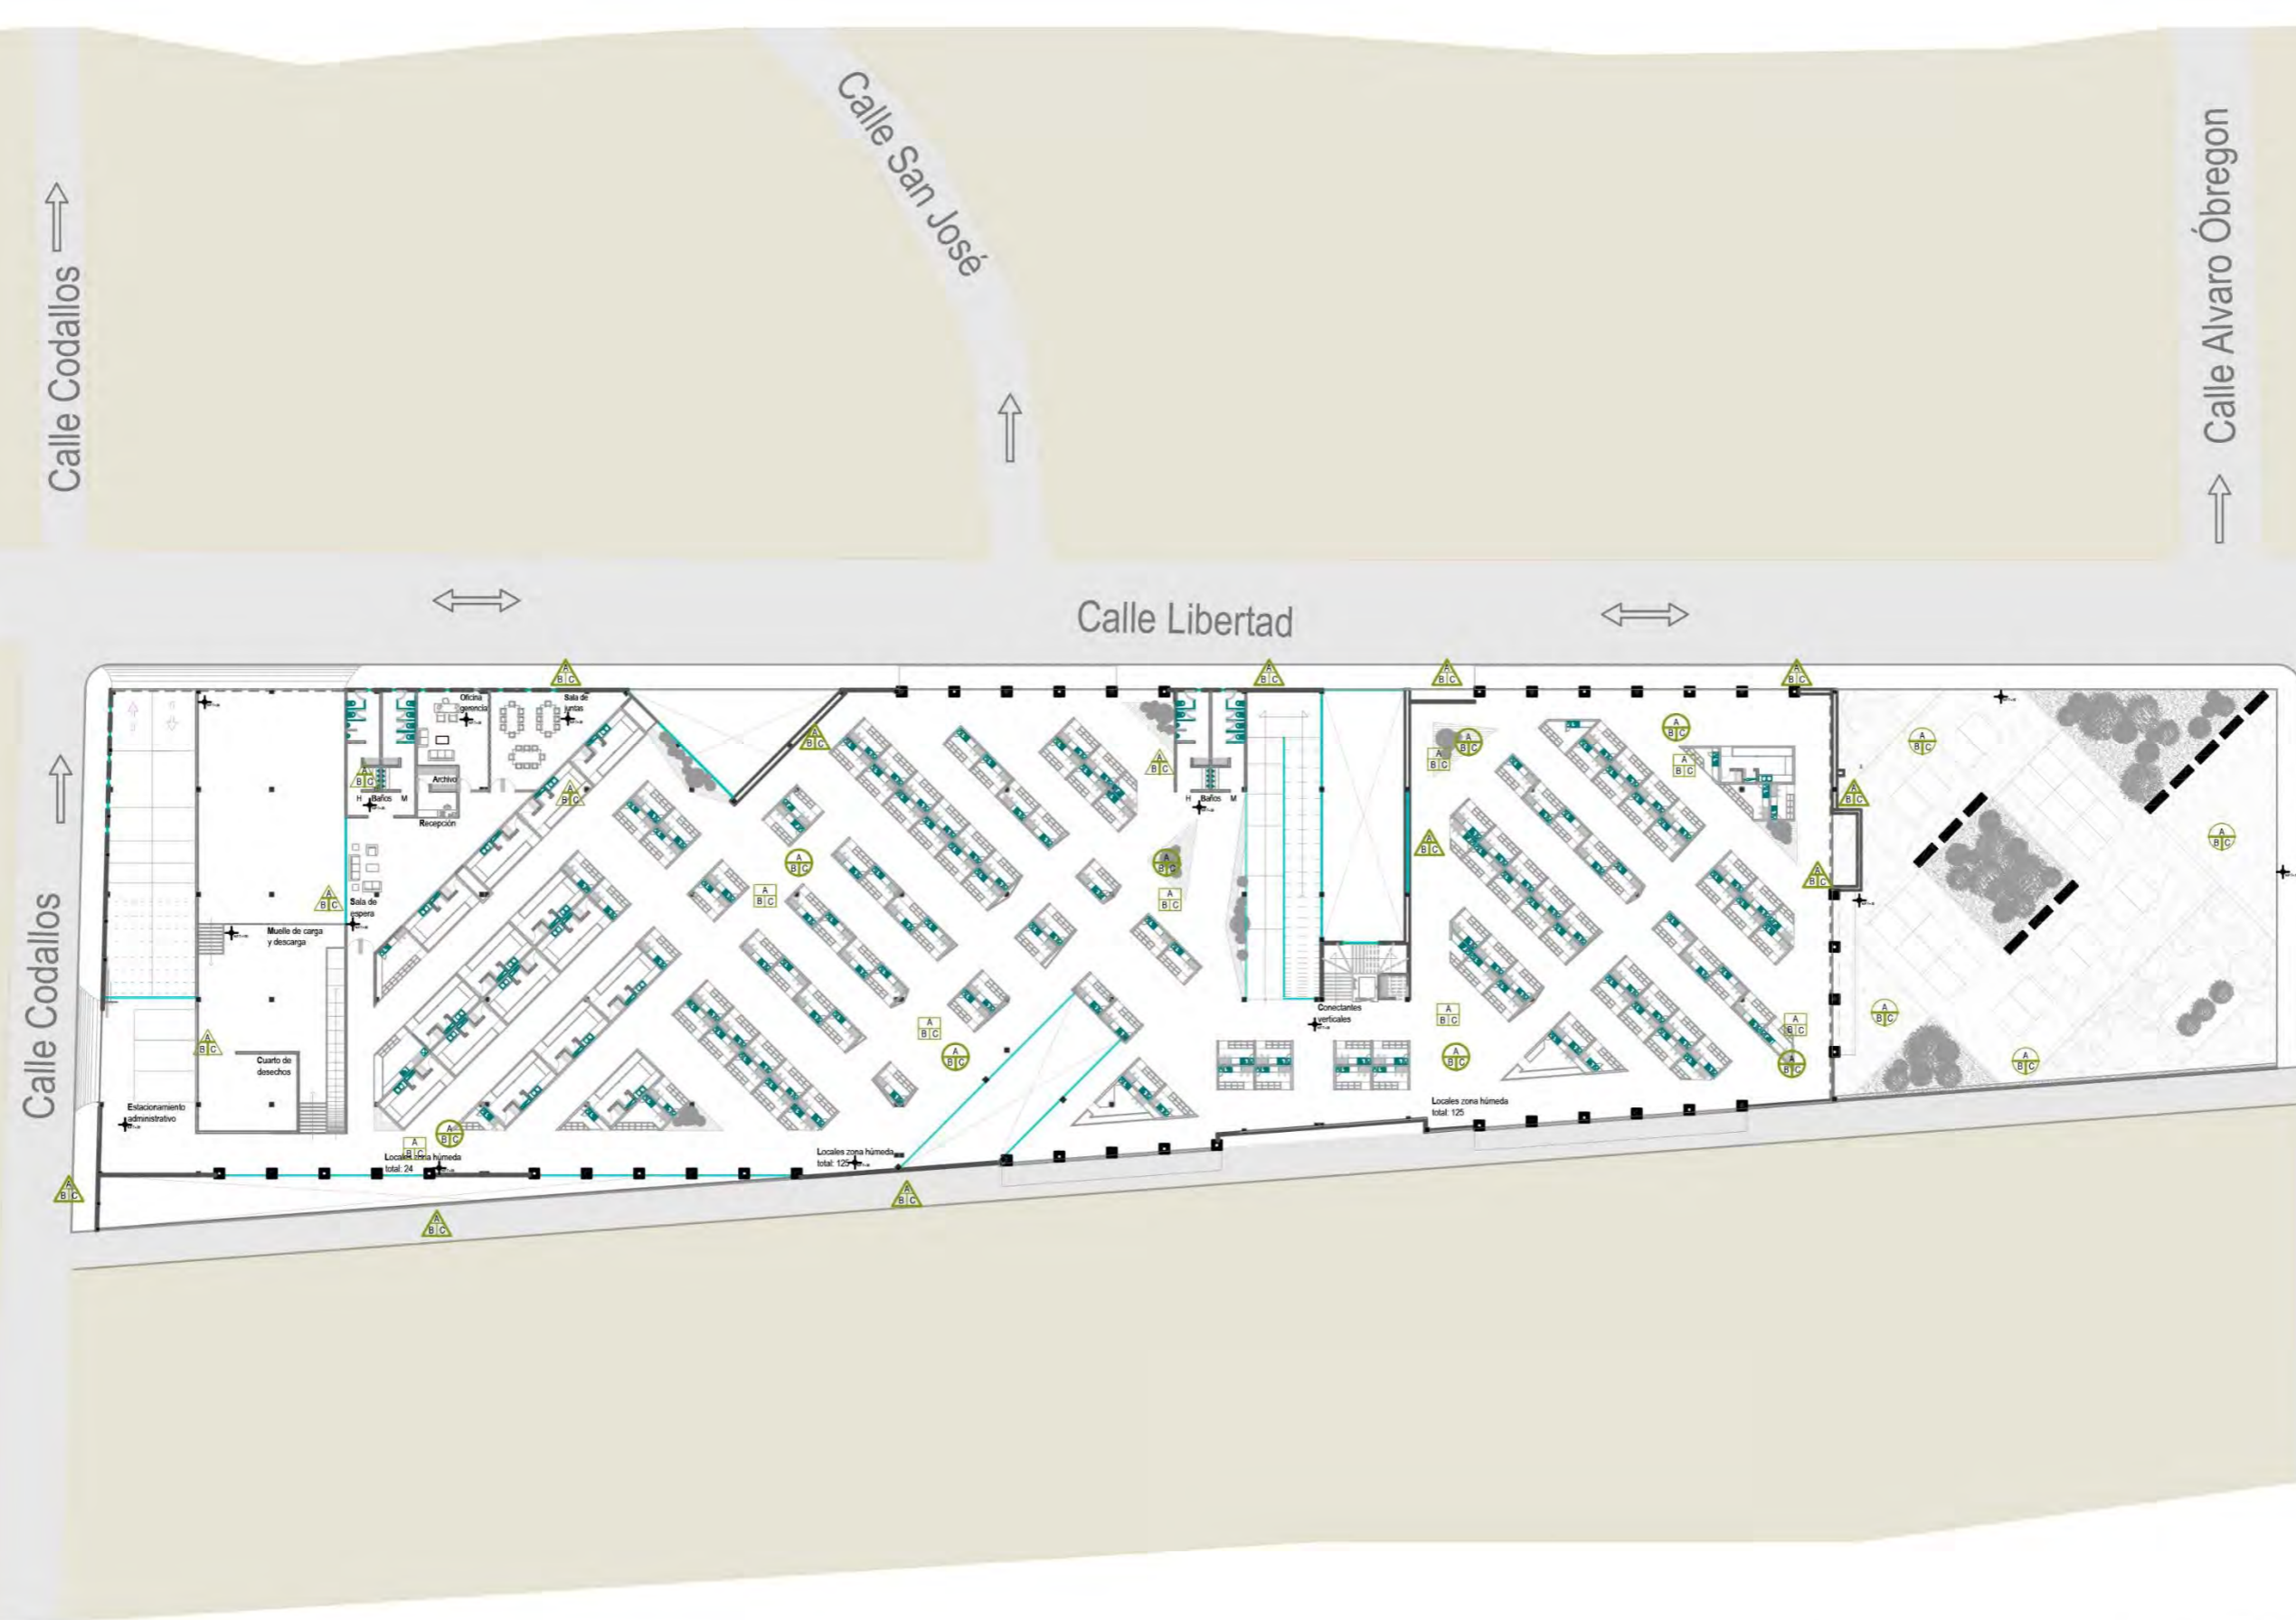 Calle San José
Calle Codallos
Calle Alvaro Óbregon
Calle Libertad
Oficina
gerencia
Sala de
juntas
Archivo
H Baños M
Recepción
H Baños M
Sala de
espera
Muelle de carga
y descarga
Cuarto de
desechos
Estacionamiento
administrativo
Conectantes
verticales
Locales zona húmeda
total: 125
Locales zona húmeda
total: 24
Locales zona húmeda
total: 125
Calle Codallos
A
B C
A
B C
A
B C
A
B C
A
B C
A
B C
A
B C
A
B C
A
B C
A
B C
A
B C
A
B C
A
B C
A
B C
A
B C
A
B C
A
B C
A
B C
A
B C
A
B C
A
B C
A
B C
A
B C
A
B C
A
B C
A
B C
A
B C
A
B C
A
B C
A
B C
A
B C
A
B C
A
B C
A
B C
A
B C
A
B C
A
B C